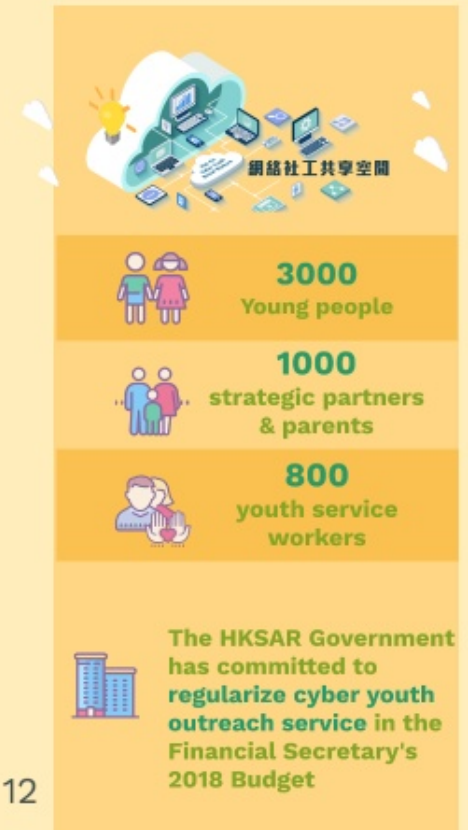 網絡社工共享空間
3000
Young people
1000
strategic partners
& parents
800
youth service
workers
The HKSAR Government
has committed to
regularize cyber youth
outreach service in the
Financial Secretary's
2018 Budget
12